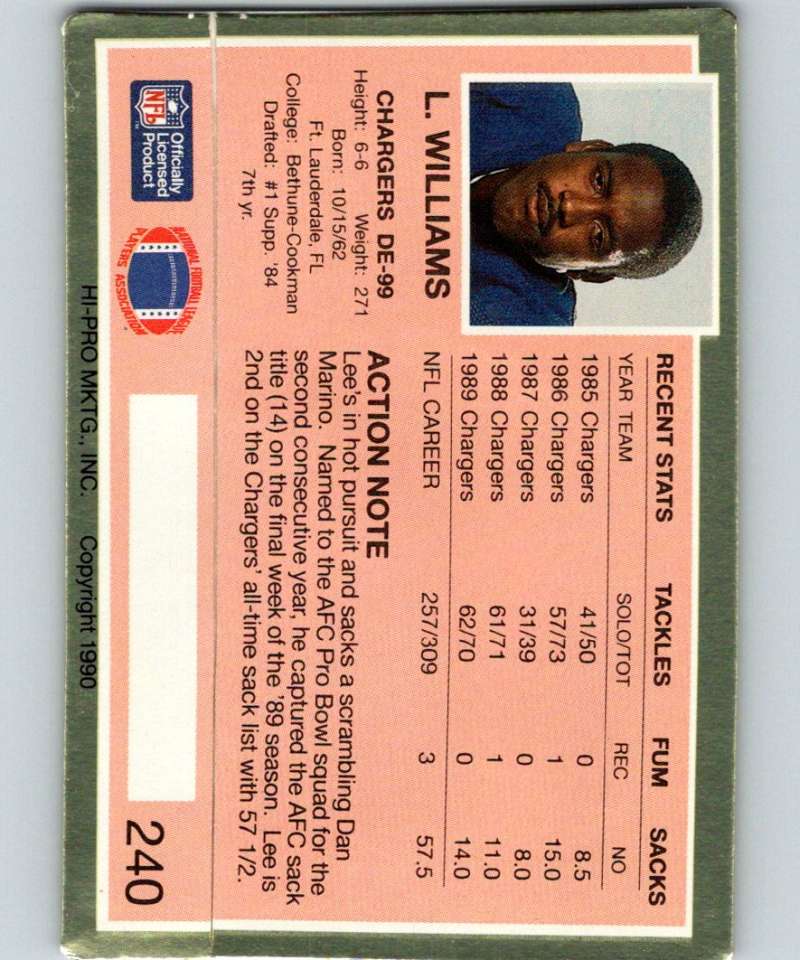 L. WILLIAMS
CHARGERS DE-99
Height: 6-6 Weight: 271
Born: 10/15/62
Ft. Lauderdale, FL
College: Bethune-Cookman
Drafted: #1 Supp. '84
7th yr.
RECENT STATS TACKLES FUM SACKS
YEAR TEAM SOLO/TOT REC NO
1985 Chargers 41/50 0 8.5
1986 Chargers 57/73 1 15.0
1987 Chargers 31/39 0 8.0
1988 Chargers 61/71 1 11.0
1989 Chargers 62/70 0 14.0
NFL CAREER 257/309 3 57.5
ACTION NOTE
Lee's in hot pursuit and sacks a scrambling Dan
Marino. Named to the AFC Pro Bowl squad for the
second consecutive year, he captured the AFC sack
title (14) on the final week of the '89 season. Lee is
2nd on the Chargers' all-time sack list with 57 1/2.
NFL
TM
Officially
Licensed
Product
NATIONAL FOOTBALL LEAGUE
PLAYERS ASSOCIATION
240
HI-PRO MKTG., INC. Copyright 1990